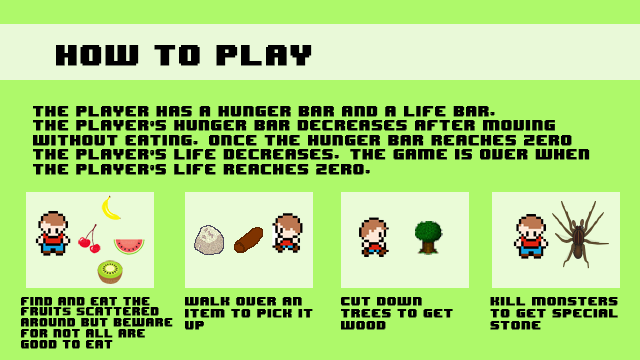 HOW TO PLAY
THE PLAYER HAS A HUNGER BAR AND A LIFE BAR.
THE PLAYER'S HUNGER BAR DECREASES AFTER MOVING
WITHOUT EATING. ONCE THE HUNGER BAR REACHES ZERO
THE PLAYER'S LIFE DECREASES. THE GAME IS OVER WHEN
THE PLAYER'S LIFE REACHES ZERO.
FIND AND EAT THE
FRUITS SCATTERED
AROUND BUT BEWARE
FOR NOT ALL ARE
GOOD TO EAT
WALK OVER AN
ITEM TO PICK IT
UP
CUT DOWN
TREES TO GET
WOOD
KILL MONSTERS
TO GET SPECIAL
STONE